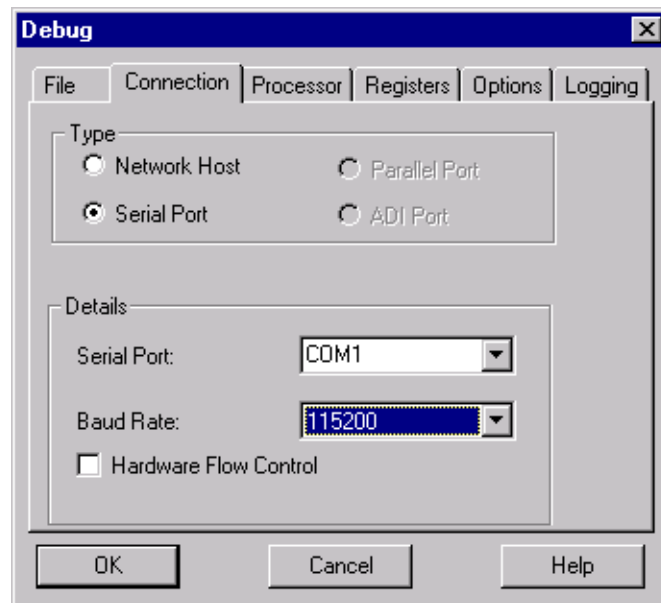 Debug
File Connection Processor Registers Options Logging
Type
Network Host Parallel Port
Serial Port ADI Port
Details
Serial Port: COM1
Baud Rate: 115200
Hardware Flow Control
OK Cancel Help